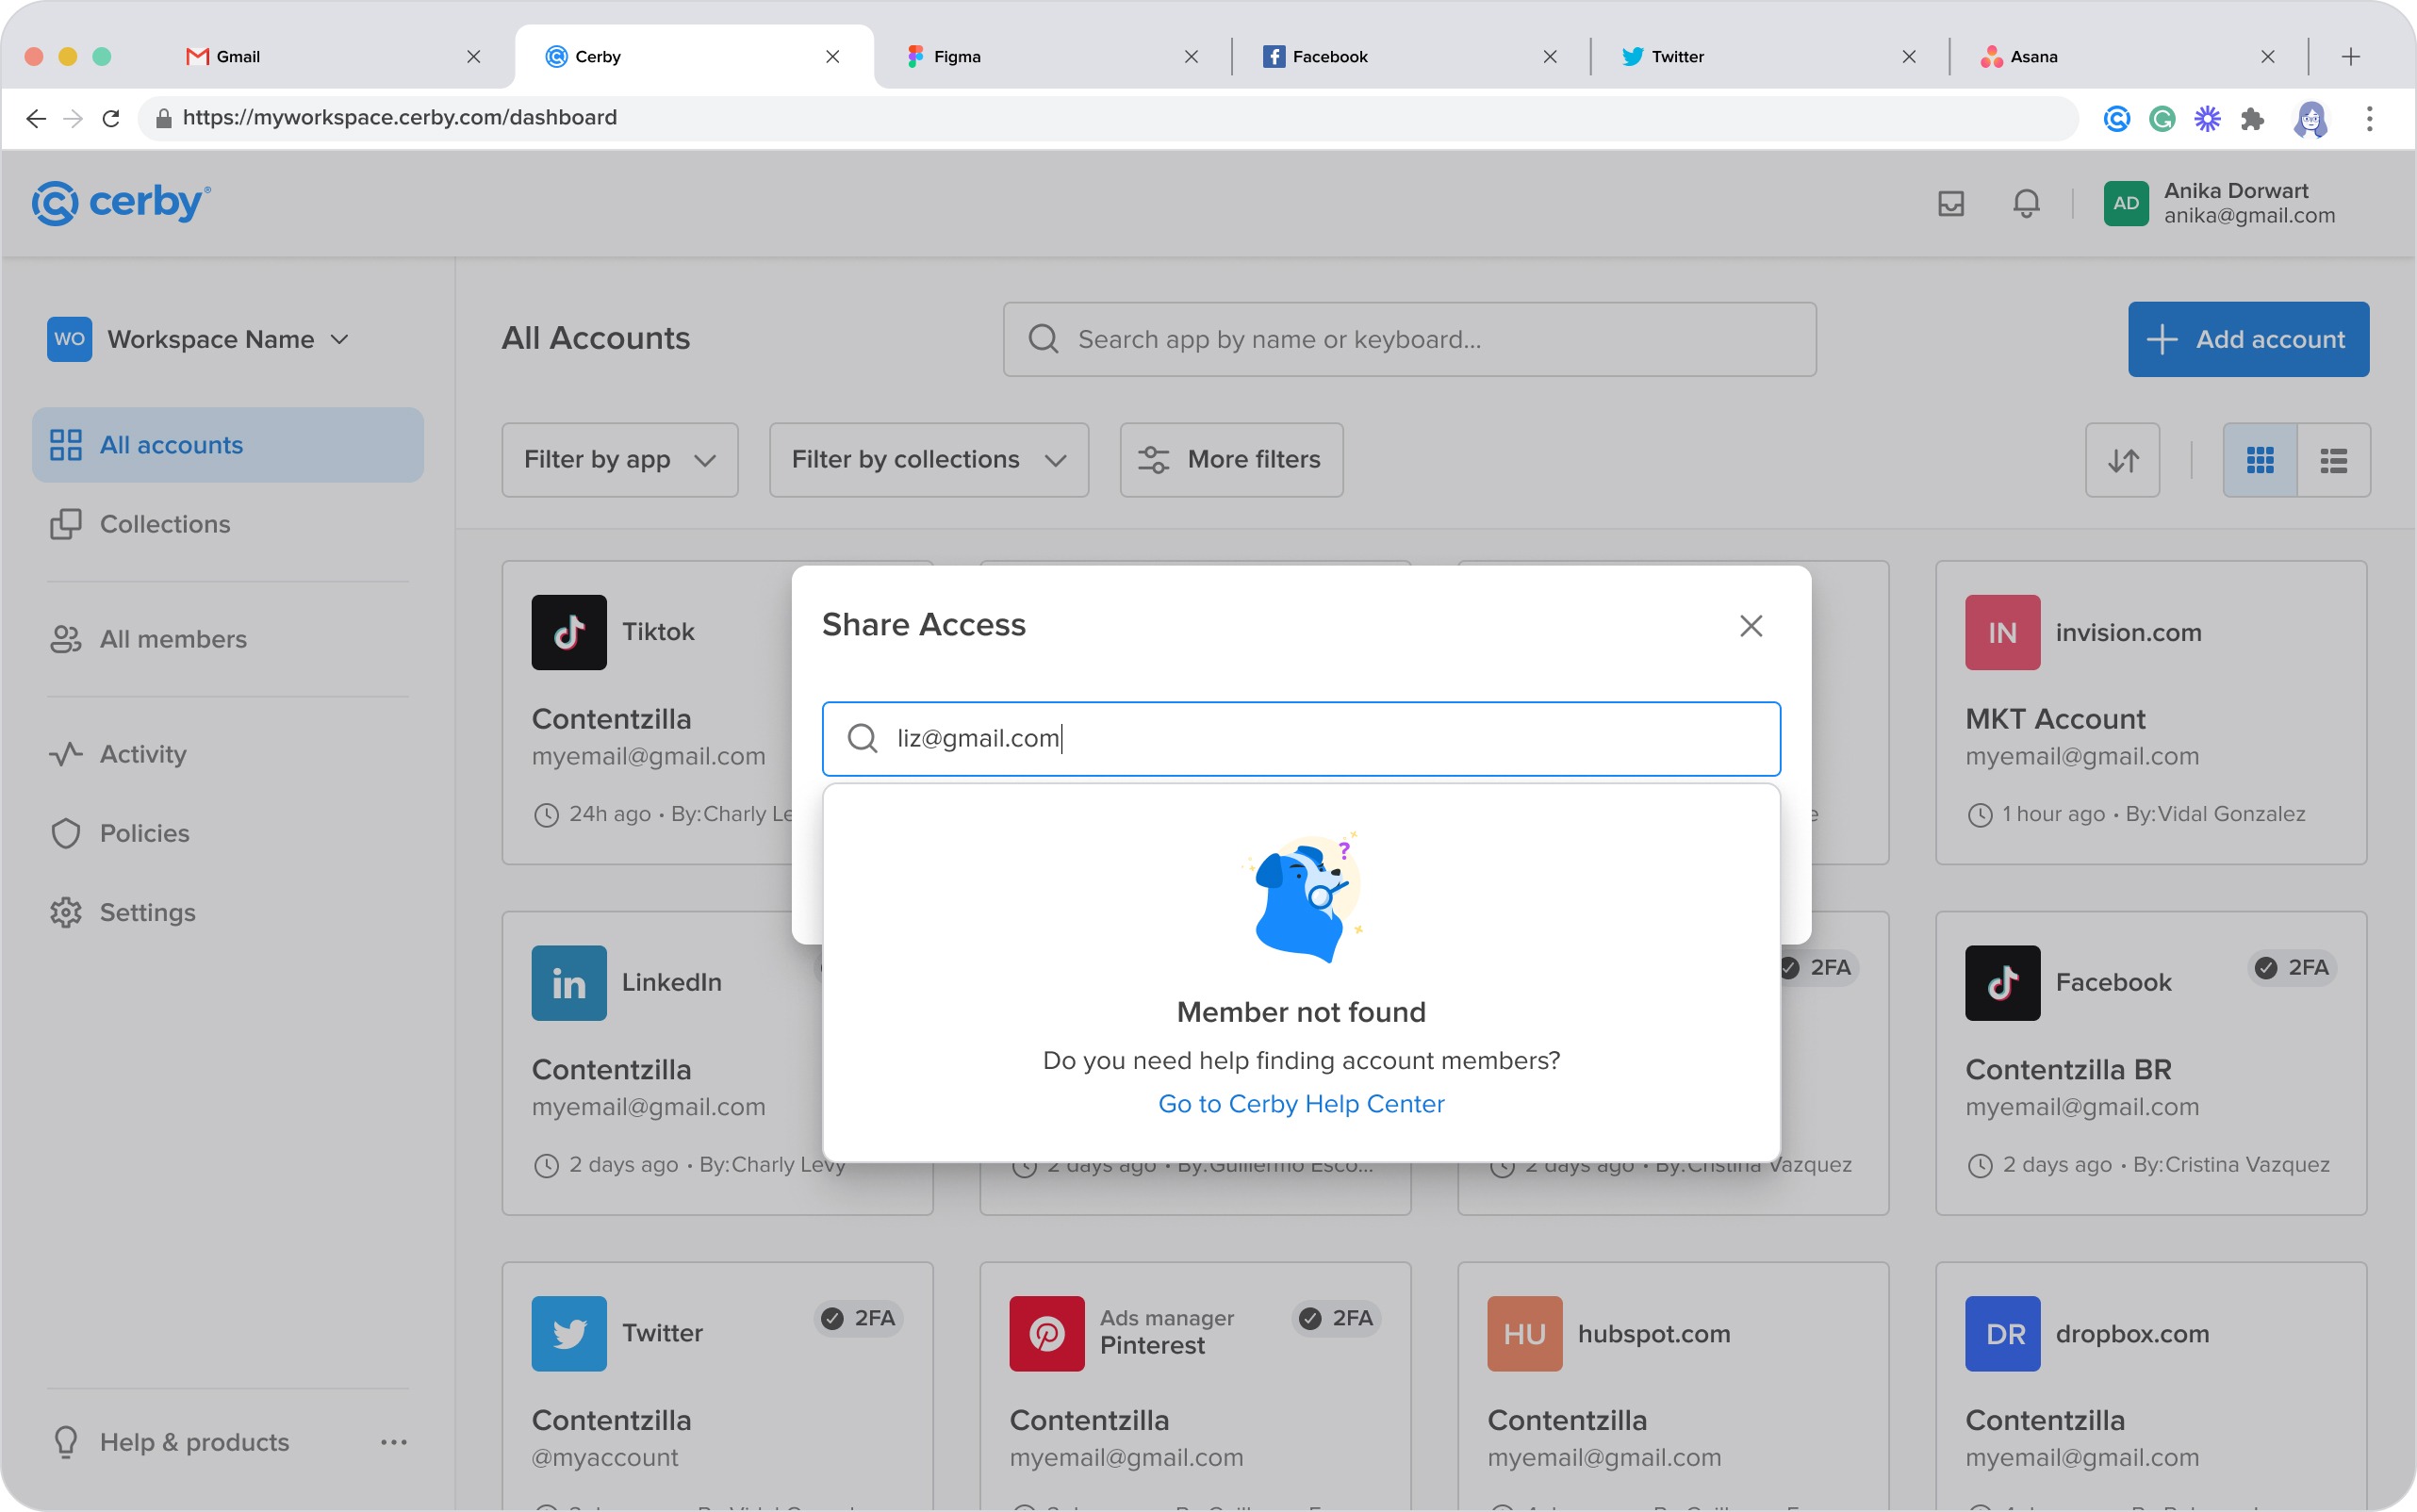 Gmail
Cerby
Figma
Facebook
Twitter
Asana
https://myworkspace.cerby.com/dashboard
cerby®
AD
Anika Dorwart
anika@gmail.com
WO
Workspace Name
All accounts
Collections
All members
Activity
Policies
Settings
Help & products
All Accounts
Search app by name or keyboard...
Add account
Filter by app
Filter by collections
More filters
Tiktok
Contentzilla
myemail@gmail.com
24h ago • By:Charly Le
Share Access
liz@gmail.com
?
Member not found
Do you need help finding account members?
Go to Cerby Help Center
IN
invision.com
MKT Account
myemail@gmail.com
1 hour ago • By:Vidal Gonzalez
in
LinkedIn
Contentzilla
myemail@gmail.com
2 days ago • By:Charly Levy
2 days ago • By:Guillermo Esco...
2FA
2 days ago • By:Cristina Vazquez
Facebook
2FA
Contentzilla BR
myemail@gmail.com
2 days ago • By:Cristina Vazquez
Twitter
2FA
Contentzilla
@myaccount
Ads manager
Pinterest
2FA
Contentzilla
myemail@gmail.com
HU
hubspot.com
Contentzilla
myemail@gmail.com
DR
dropbox.com
Contentzilla
myemail@gmail.com